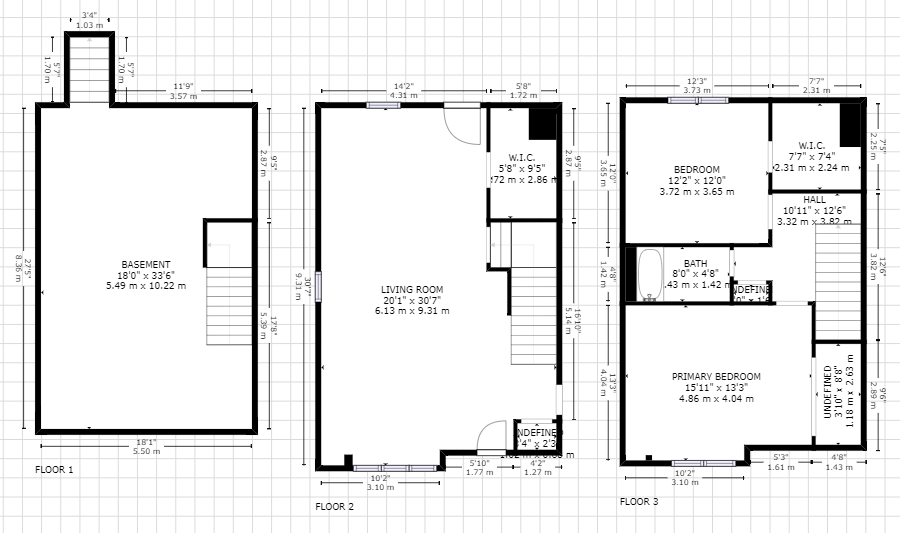 3'4"
1.03 m
1.70 m
5'7"
1.70 m
5'7"
11'9"
3.57 m
2.87 m
9'5"
27'5"
8.36 m
BASEMENT
18'0" x 33'6"
5.49 m x 10.22 m
5.39 m
17'8"
18'1"
5.50 m
FLOOR 1
14'2"
4.31 m
5'8"
1.72 m
W.I.C.
5'8" x 9'5"
72 m x 2.86 m
2.87 m
9'5"
30'7"
9.31 m
LIVING ROOM
20'1" x 30'7"
6.13 m x 9.31 m
16'10"
5.14 m
NDEFINED
'4" x 2'3"
10'2"
3.10 m
5'10"
1.77 m
4'2"
1.27 m
FLOOR 2
12'3"
3.73 m
7'7"
2.31 m
12'0"
3.65 m
BEDROOM
12'2" x 12'0"
3.72 m x 3.65 m
W.I.C.
7'7" x 7'4"
2.31 m x 2.24 m
7'5"
2.25 m
HALL
10'11" x 12'6"
3.32 m x 3.82 m
12'6"
3.82 m
4'8"
1.42 m
BATH
8'0" x 4'8"
.43 m x 1.42 m
NDEFINE
13'3"
4.04 m
PRIMARY BEDROOM
15'11" x 13'3"
4.86 m x 4.04 m
UNDEFINED
3'10" x 8'8"
1.18 m x 2.63 m
9'6"
2.89 m
10'2"
3.10 m
5'3"
1.61 m
4'8"
1.43 m
FLOOR 3